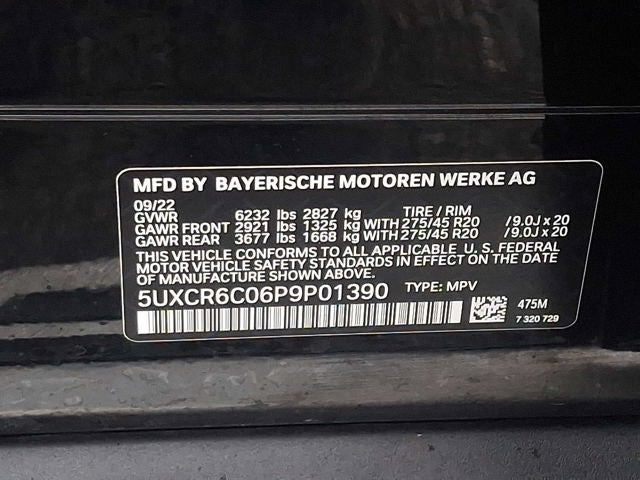 MFD BY BAYERISCHE MOTOREN WERKE AG
09/22
GVWR 6232 lbs 2827 kg TIRE / RIM
GAWR FRONT 2921 lbs 1325 kg WITH 275/45 R20 / 9.0J x 20
GAWR REAR 3677 lbs 1668 kg WITH 275/45 R20 / 9.0J x 20
THIS VEHICLE CONFORMS TO ALL APPLICABLE U. S. FEDERAL
MOTOR VEHICLE SAFETY STANDARDS IN EFFECT ON THE DATE
OF MANUFACTURE SHOWN ABOVE.
5UXCR6C06P9P01390 TYPE: MPV
475M
7 320 729